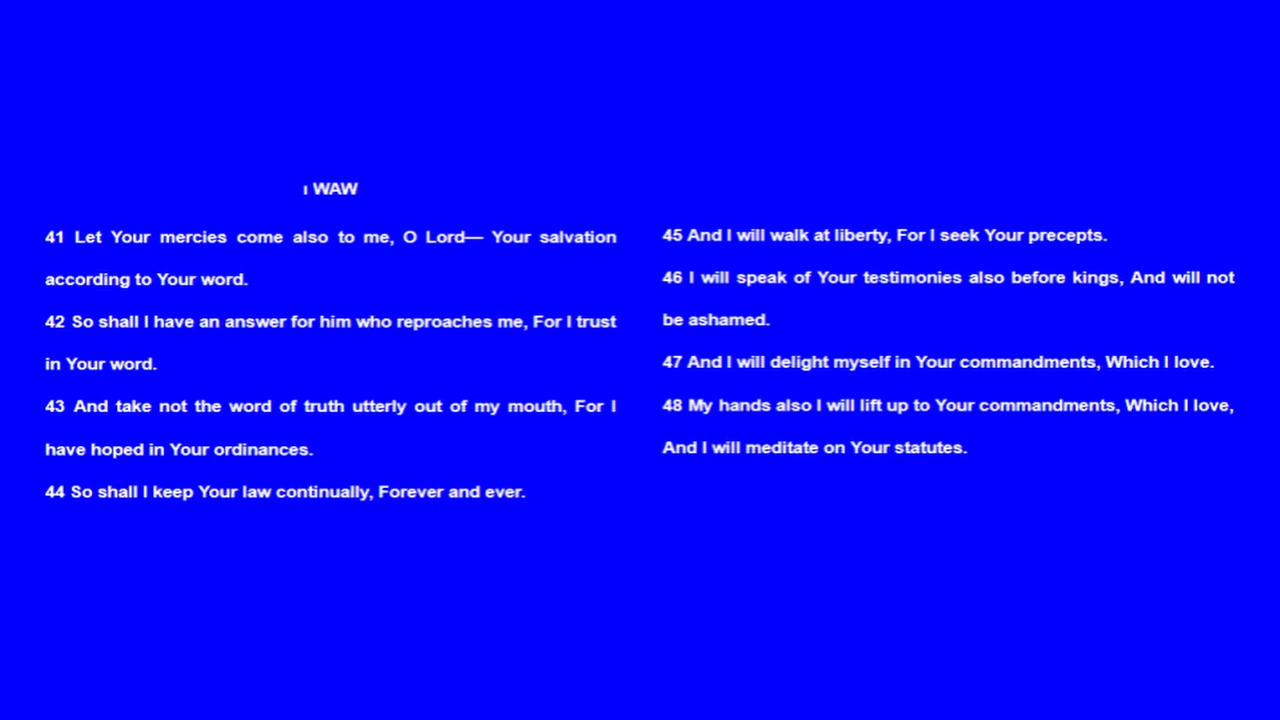 ו WAW
41 Let Your mercies come also to me, O Lord— Your salvation
according to Your word.
42 So shall I have an answer for him who reproaches me, For I trust
in Your word.
43 And take not the word of truth utterly out of my mouth, For I
have hoped in Your ordinances.
44 So shall I keep Your law continually, Forever and ever.
45 And I will walk at liberty, For I seek Your precepts.
46 I will speak of Your testimonies also before kings, And will not
be ashamed.
47 And I will delight myself in Your commandments, Which I love.
48 My hands also I will lift up to Your commandments, Which I love,
And I will meditate on Your statutes.